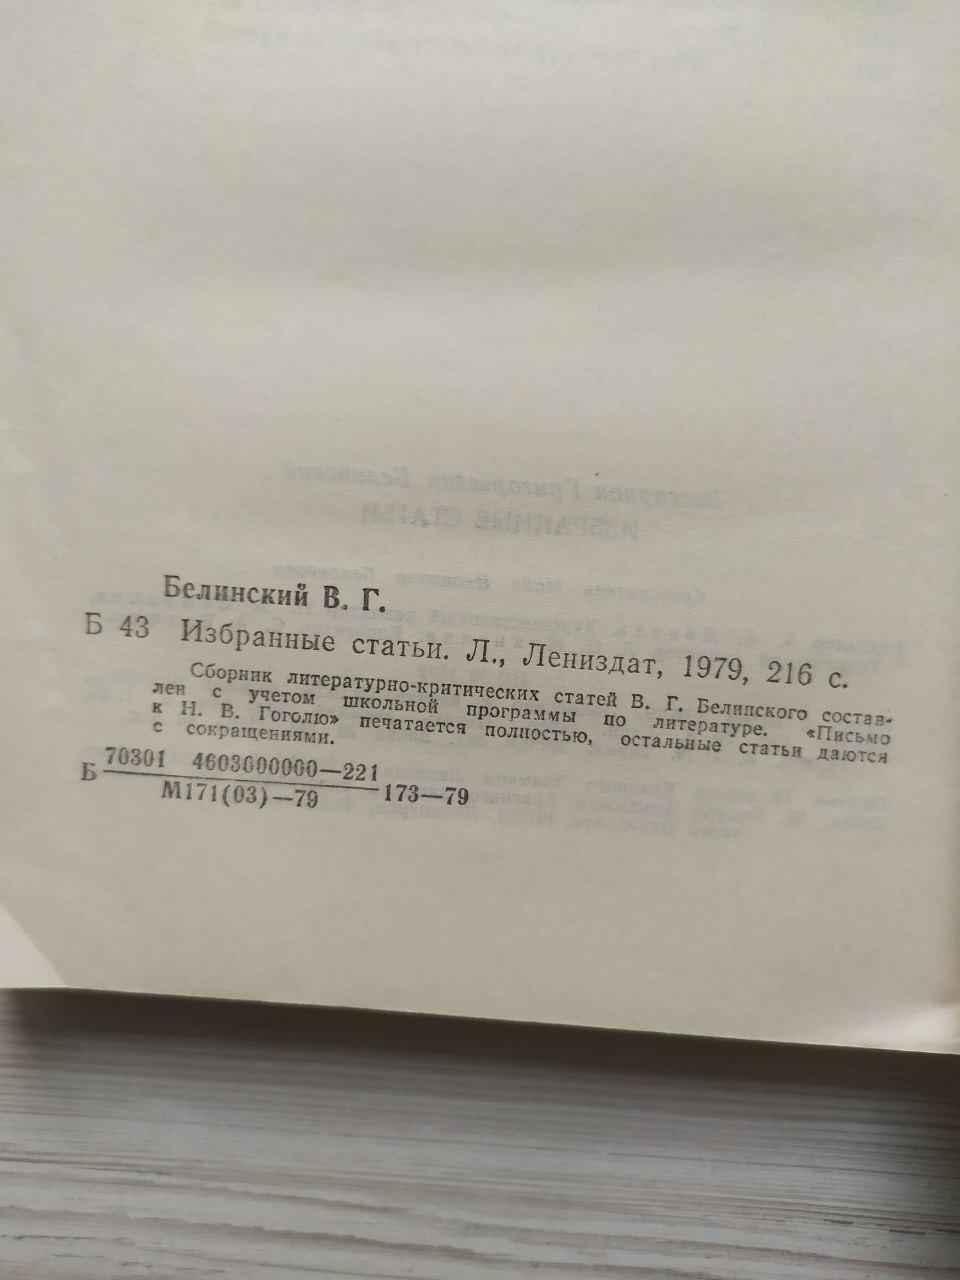 Белинский В. Г.
Б 43 Избранные статьи. Л., Лениздат, 1979, 216 с.
Сборник литературно-критических статей В. Г. Белинского состав-
лен с учетом школьной программы по литературе. «Письмо
к Н. В. Гоголю» печатается полностью, остальные статьи даются
с сокращениями.
Б 70301 4603000000—221
М171(03)—79 173—79